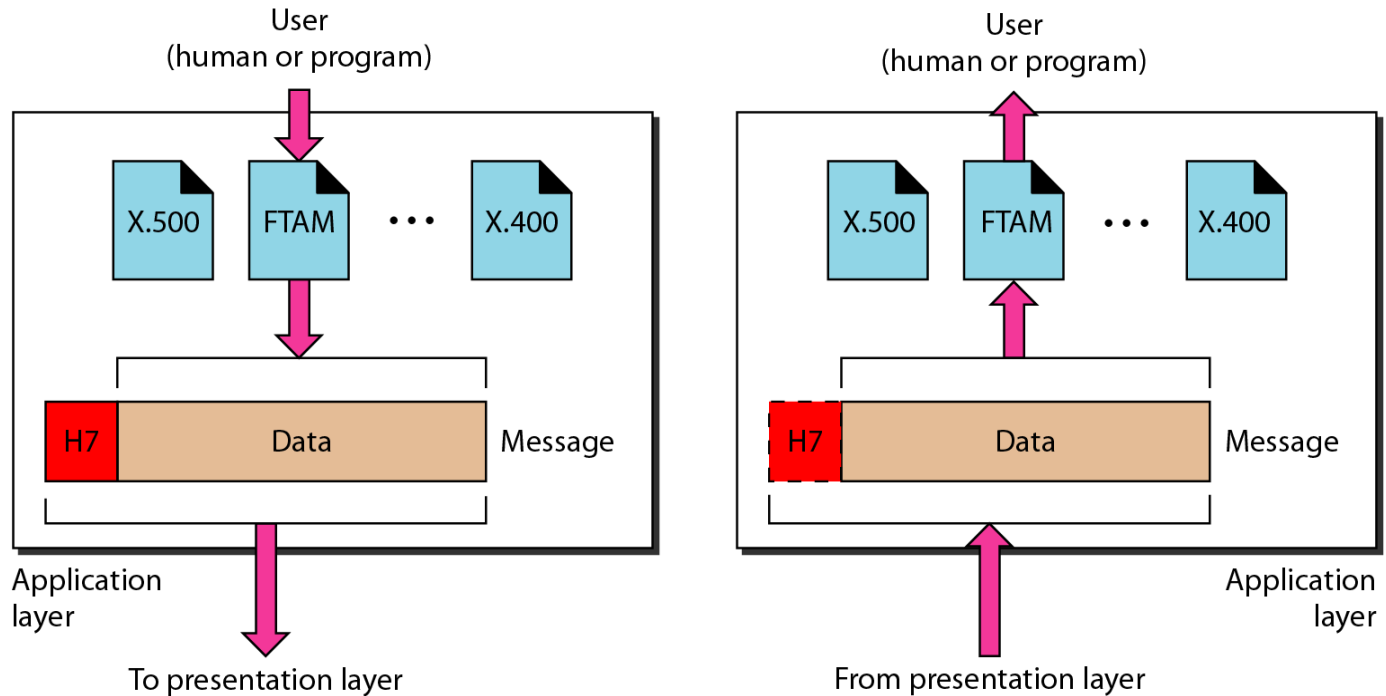 User
(human or program)
X.500
FTAM
...
X.400
H7
Data
Message
Application
layer
To presentation layer
User
(human or program)
X.500
FTAM
...
X.400
H7
Data
Message
Application
layer
From presentation layer